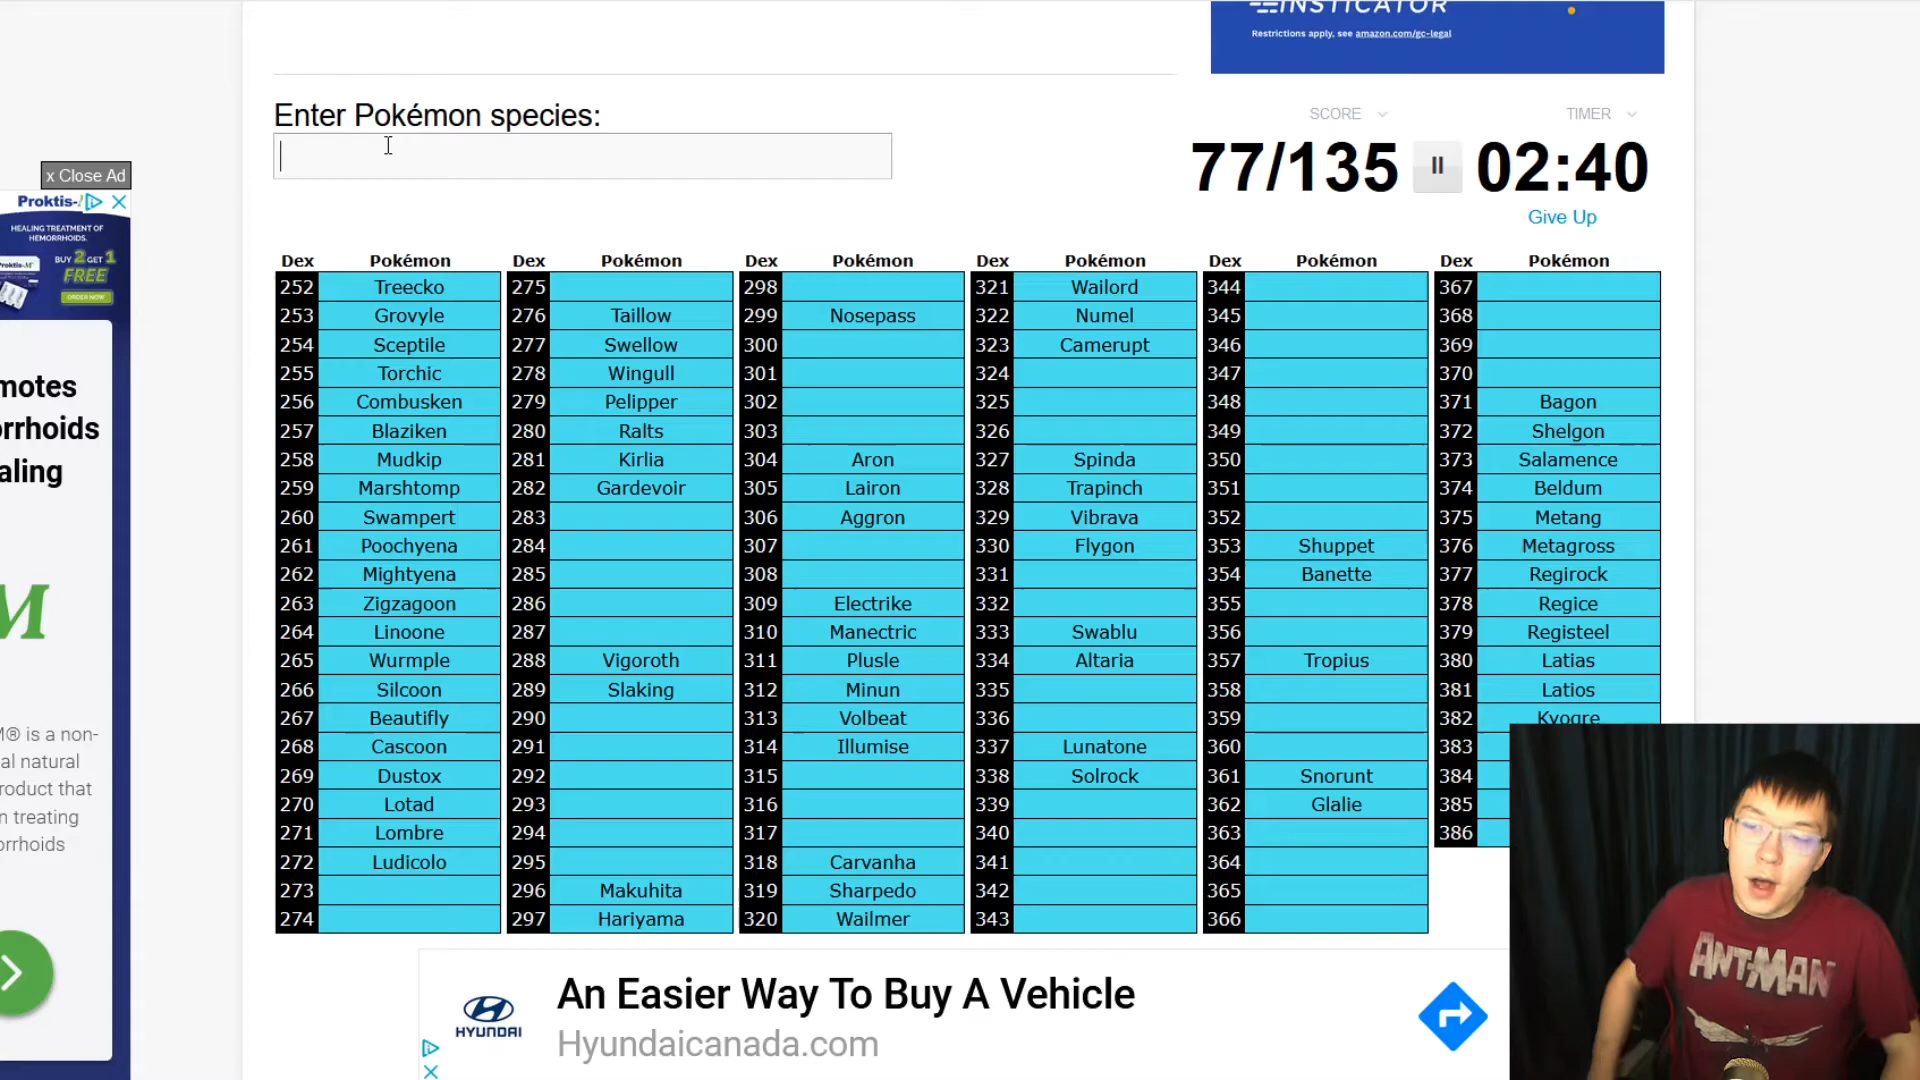 INSTICATOR
Restrictions apply, see amazon.com/gc-legal
Enter Pokémon species:
SCORE
TIMER
77/135
02:40
Give Up
x Close Ad
Proktis-
HEALING TREATMENT OF
HEMORRHOIDS.
Proktis-M
BUY 2 GET 1
FREE
ORDER NOW
motes
orrhoids
aling
M
M® is a non-
al natural
roduct that
n treating
orrhoids
Dex Pokémon Dex Pokémon Dex Pokémon Dex Pokémon Dex Pokémon Dex Pokémon
252 Treecko 275 298 321 Wailord 344 367
253 Grovyle 276 Taillow 299 Nosepass 322 Numel 345 368
254 Sceptile 277 Swellow 300 323 Camerupt 346 369
255 Torchic 278 Wingull 301 324 347 370
256 Combusken 279 Pelipper 302 325 348 371 Bagon
257 Blaziken 280 Ralts 303 326 349 372 Shelgon
258 Mudkip 281 Kirlia 304 Aron 327 Spinda 350 373 Salamence
259 Marshtomp 282 Gardevoir 305 Lairon 328 Trapinch 351 374 Beldum
260 Swampert 283 306 Aggron 329 Vibrava 352 375 Metang
261 Poochyena 284 307 330 Flygon 353 Shuppet 376 Metagross
262 Mightyena 285 308 331 354 Banette 377 Regirock
263 Zigzagoon 286 309 Electrike 332 355 378 Regice
264 Linoone 287 310 Manectric 333 Swablu 356 379 Registeel
265 Wurmple 288 Vigoroth 311 Plusle 334 Altaria 357 Tropius 380 Latias
266 Silcoon 289 Slaking 312 Minun 335 358 381 Latios
267 Beautifly 290 313 Volbeat 336 359 382 Kyogre
268 Cascoon 291 314 Illumise 337 Lunatone 360 383
269 Dustox 292 315 338 Solrock 361 Snorunt 384
270 Lotad 293 316 339 362 Glalie 385
271 Lombre 294 317 340 363 386
272 Ludicolo 295 318 Carvanha 341 364
273 296 Makuhita 319 Sharpedo 342 365
274 297 Hariyama 320 Wailmer 343 366
HYUNDAI
An Easier Way To Buy A Vehicle
Hyundaicanada.com
ANT-MAN